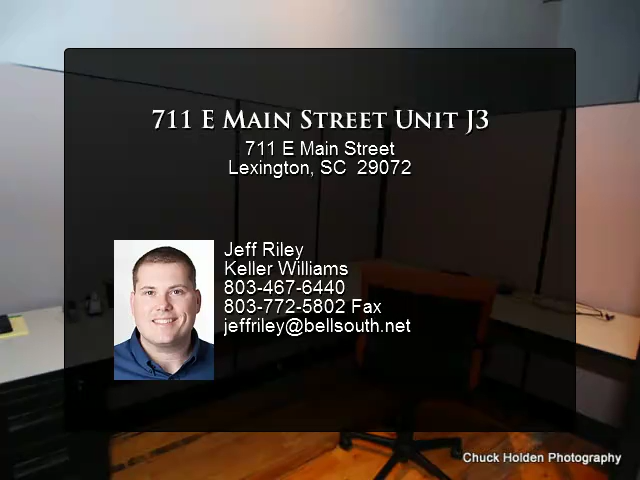 711 E Main Street Unit J3
711 E Main Street
Lexington, SC 29072
Jeff Riley
Keller Williams
803-467-6440
803-772-5802 Fax
jeffriley@bellsouth.net
Chuck Holden Photography